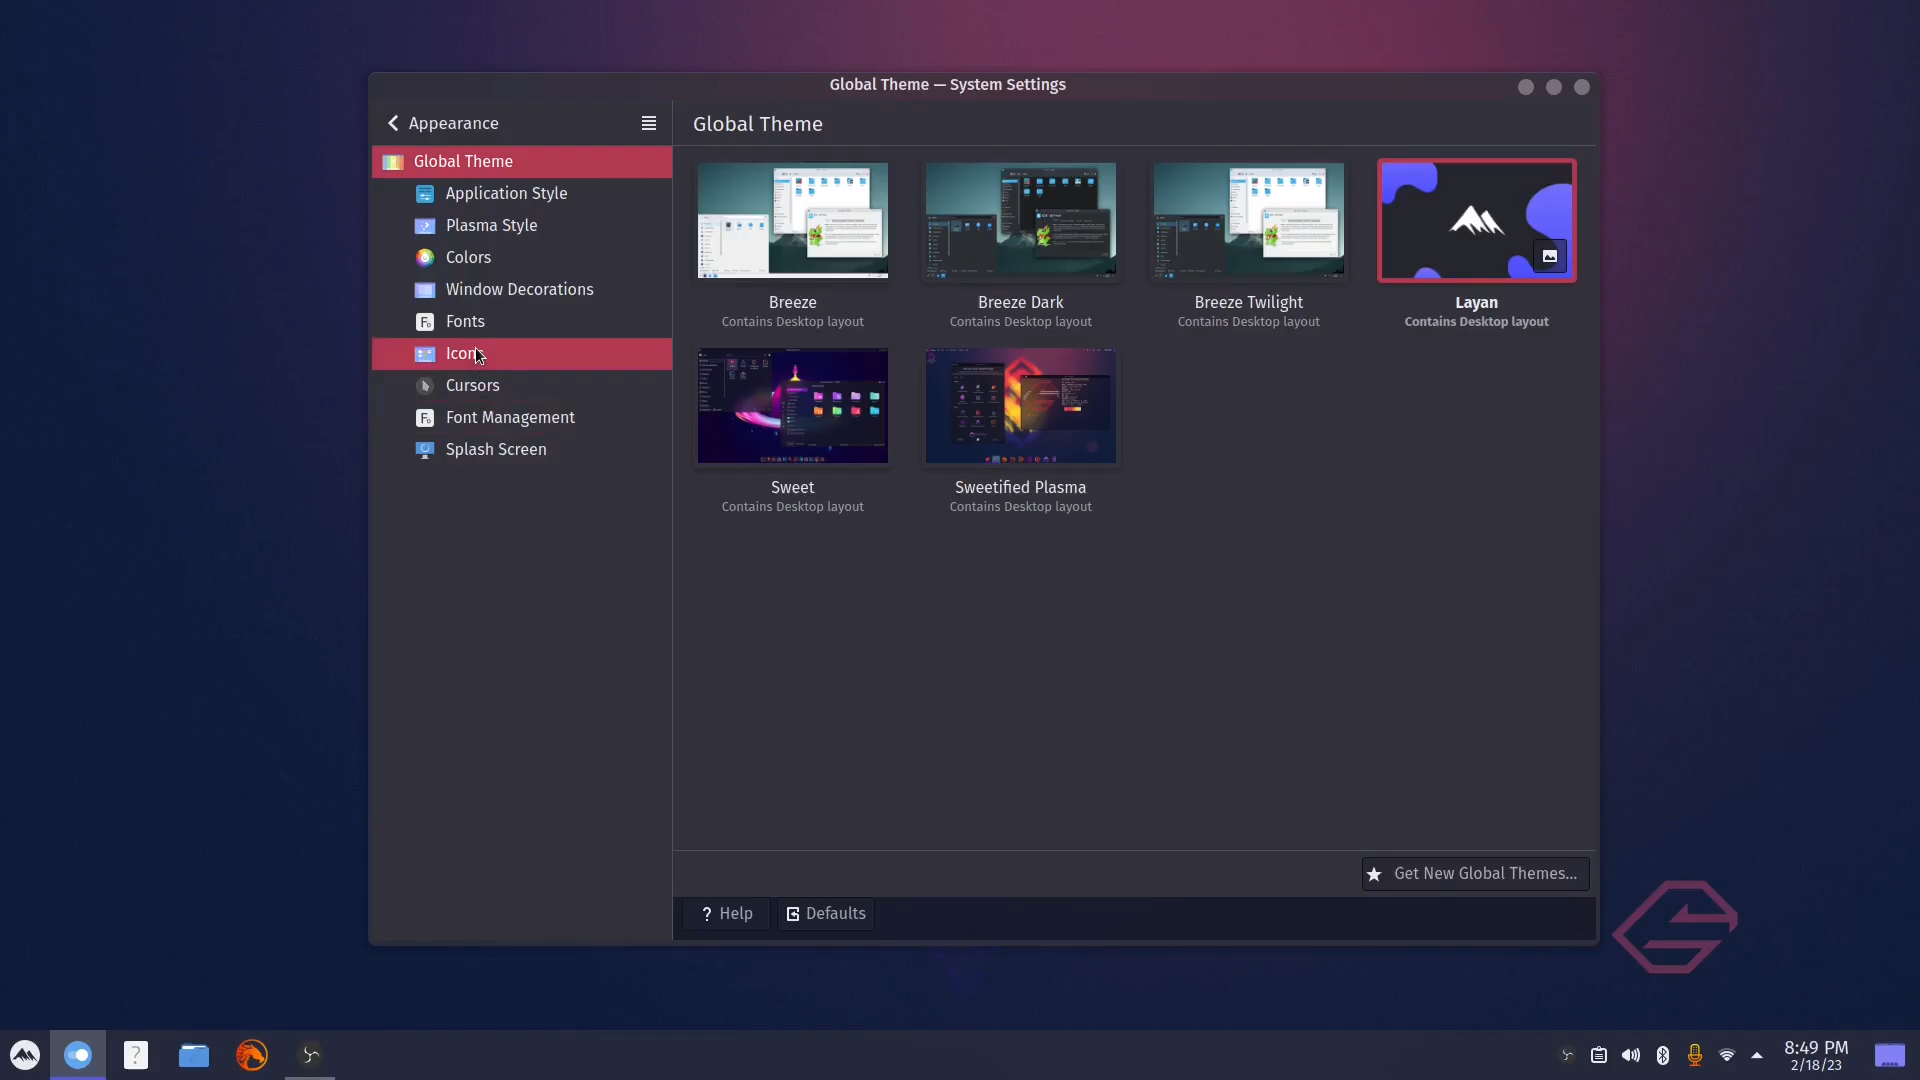 Global Theme — System Settings
Appearance
Global Theme
Global Theme
Application Style
Plasma Style
Colors
Window Decorations
Fonts
Icons
Cursors
Font Management
Splash Screen
Breeze
Contains Desktop layout
Breeze Dark
Contains Desktop layout
Breeze Twilight
Contains Desktop layout
Layan
Contains Desktop layout
Sweet
Contains Desktop layout
Sweetified Plasma
Contains Desktop layout
Get New Global Themes...
? Help
Defaults
8:49 PM
2/18/23